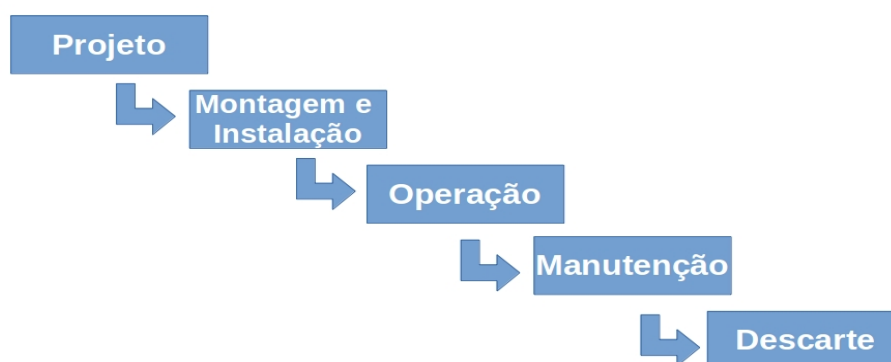 Projeto
Montagem e
Instalação
Operação
Manutenção
Descarte